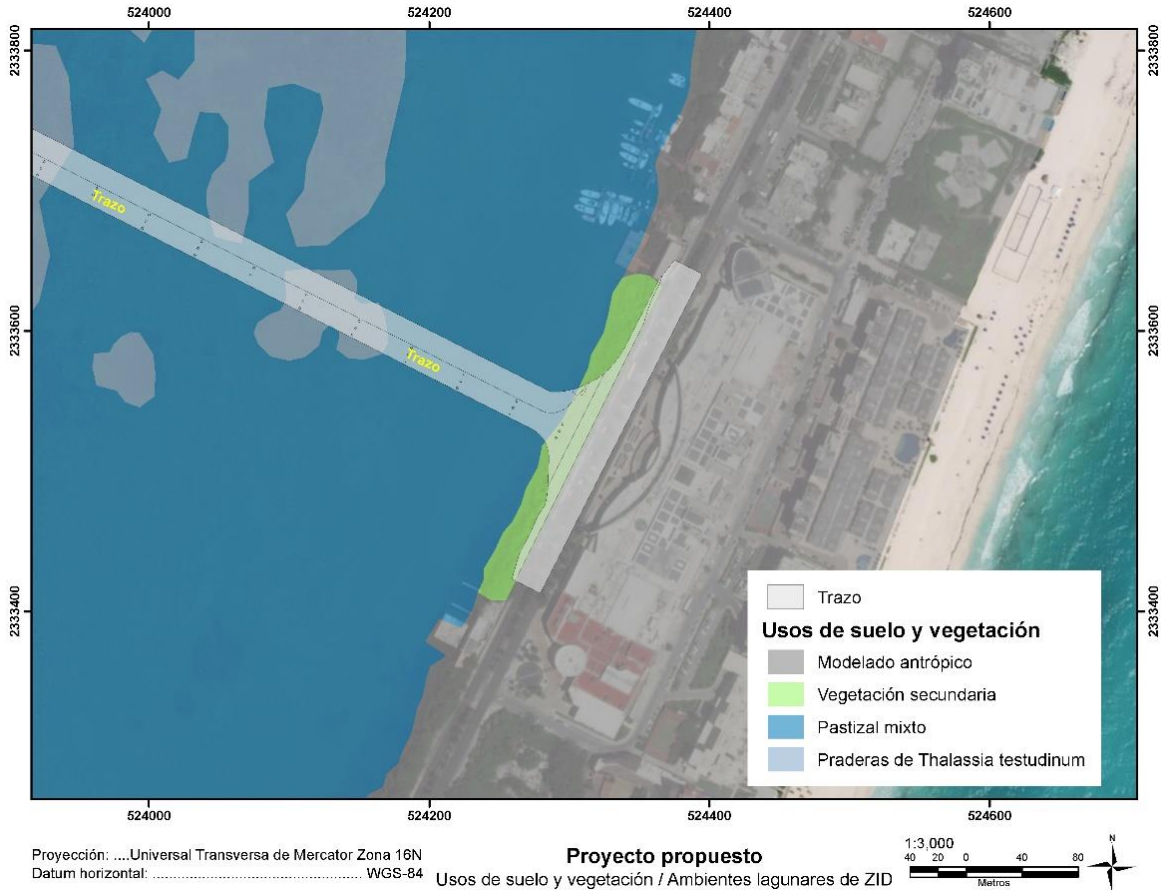 524000 524200 524400 524600
2333800 2333800
Trazo
2333600 2333600
Trazo
2333400 2333400
Trazo
Usos de suelo y vegetación
Modelado antrópico
Vegetación secundaria
Pastizal mixto
Praderas de Thalassia testudinum
524000 524200 524400 524600
Proyección: ....Universal Transversa de Mercator Zona 16N
Datum horizontal: ........................................ WGS-84
Proyecto propuesto
Usos de suelo y vegetación / Ambientes lagunares de ZID
1:3,000
40 20 0 40 80
Metros
N